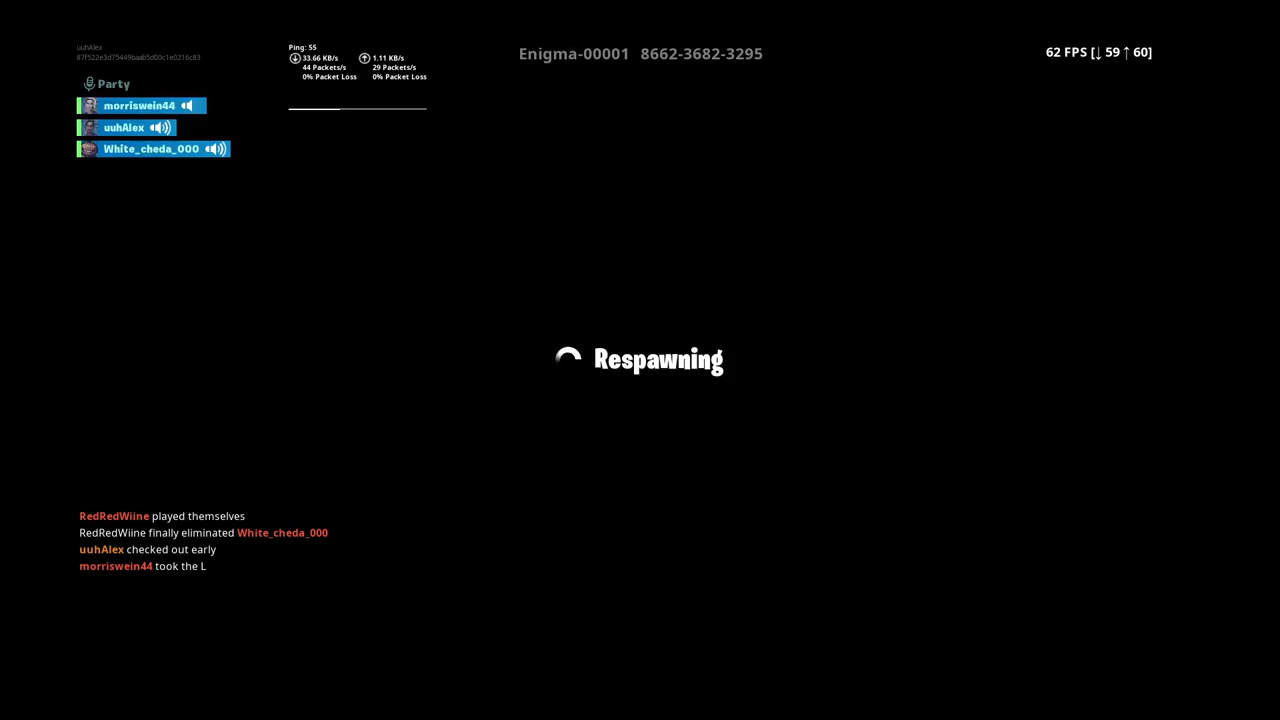 uuhAlex
87f522e3d75449baab5d00c1e0216c83
Party
morriswein44
uuhAlex
White_cheda_000
Ping: 55
33.66 KB/s 1.11 KB/s
44 Packets/s 29 Packets/s
0% Packet Loss 0% Packet Loss
Enigma-00001 8662-3682-3295
62 FPS [↓ 59 ↑ 60]
Respawning
RedRedWiine played themselves
RedRedWiine finally eliminated White_cheda_000
uuhAlex checked out early
morriswein44 took the L